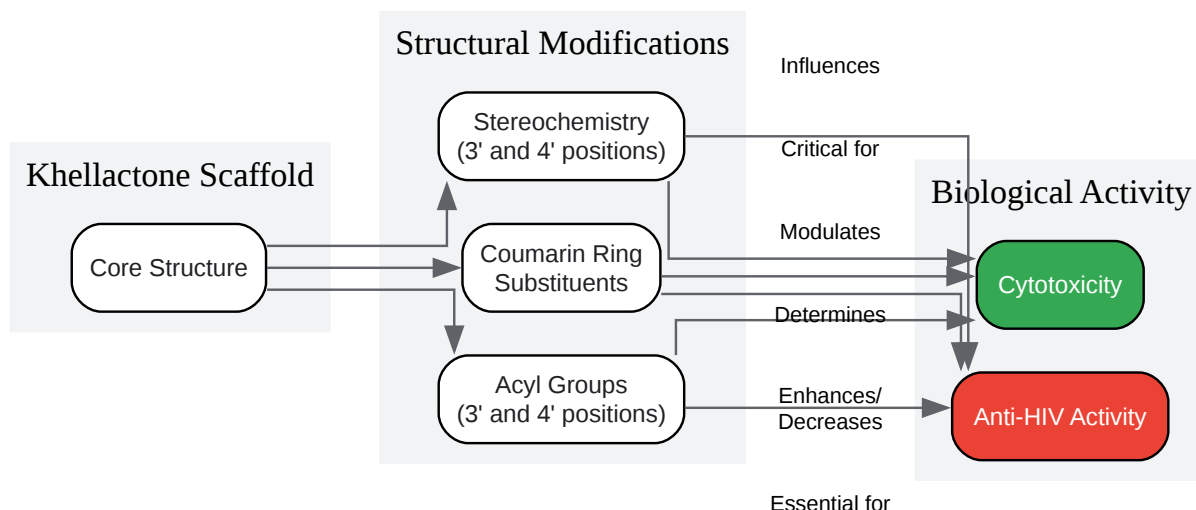 Khellactone Scaffold
Core Structure
Structural Modifications
Stereochemistry
(3' and 4' positions)
Coumarin Ring
Substituents
Acyl Groups
(3' and 4' positions)
Influences
Critical for
Modulates
Determines
Enhances/
Decreases
Essential for
Biological Activity
Cytotoxicity
Anti-HIV Activity